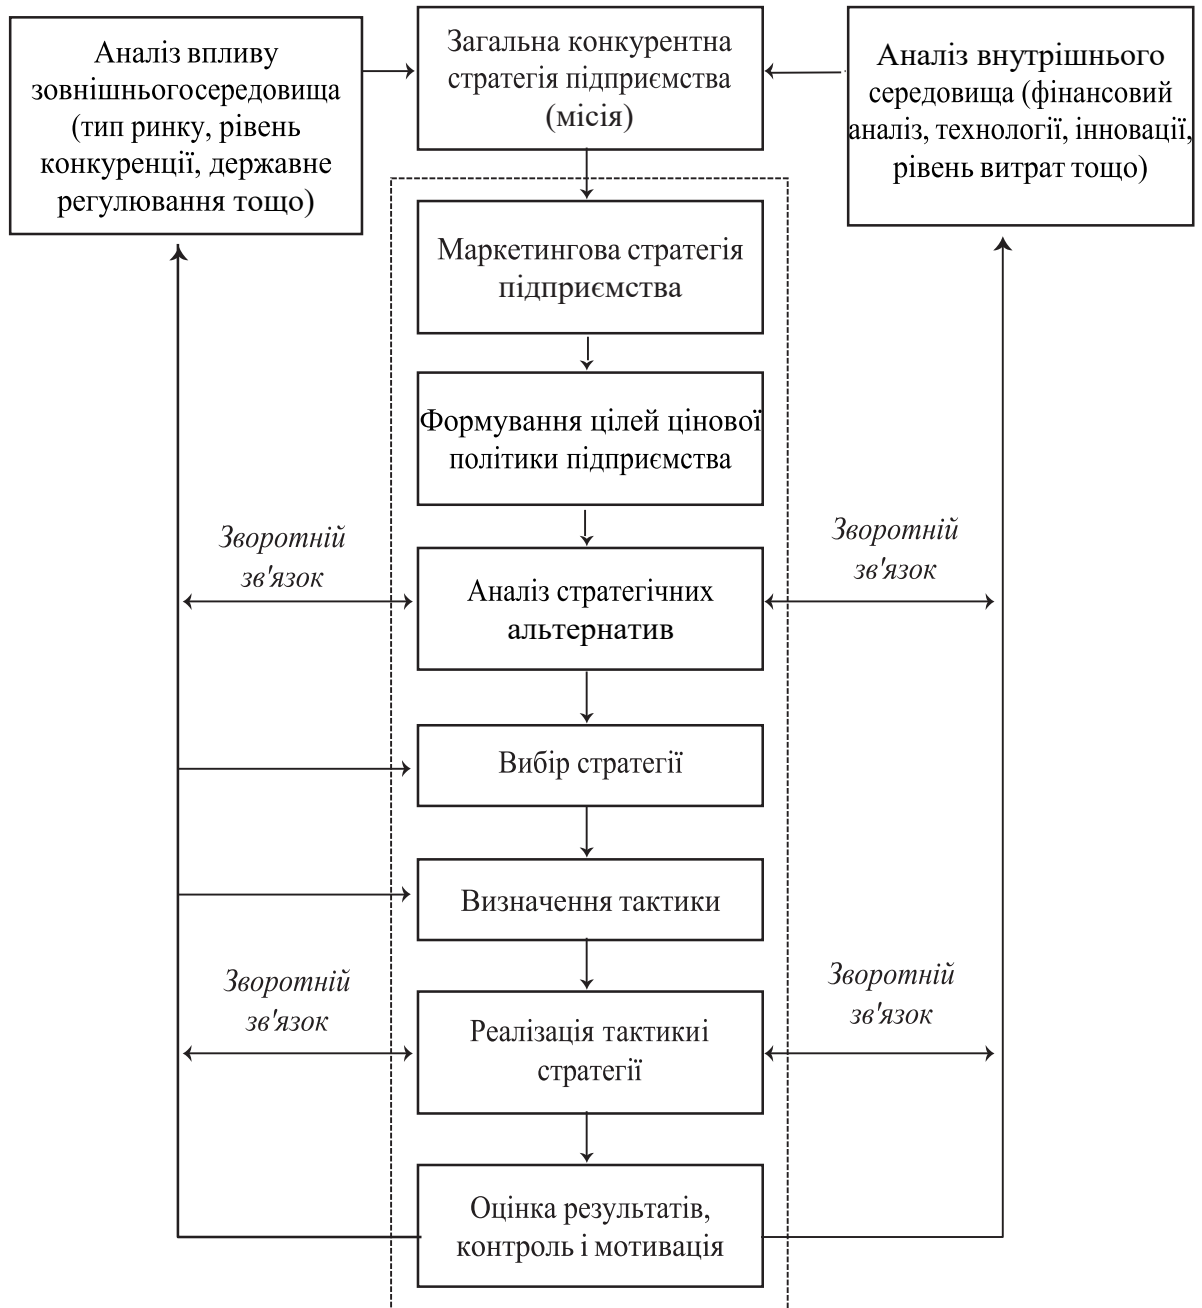 Аналіз впливу
зовнішньогосередовища
(тип ринку, рівень
конкуренції, державне
регулювання тощо)
Загальна конкурентна
стратегія підприємства
(місія)
Аналіз внутрішнього
середовища (фінансовий
аналіз, технології, інновації,
рівень витрат тощо)
Маркетингова стратегія
підприємства
Формування цілей цінової
політики підприємства
Зворотній
зв'язок
Аналіз стратегічних
альтернатив
Зворотній
зв'язок
Вибір стратегії
Визначення тактики
Зворотній
зв'язок
Реалізація тактикиі
стратегії
Зворотній
зв'язок
Оцінка результатів,
контроль і мотивація